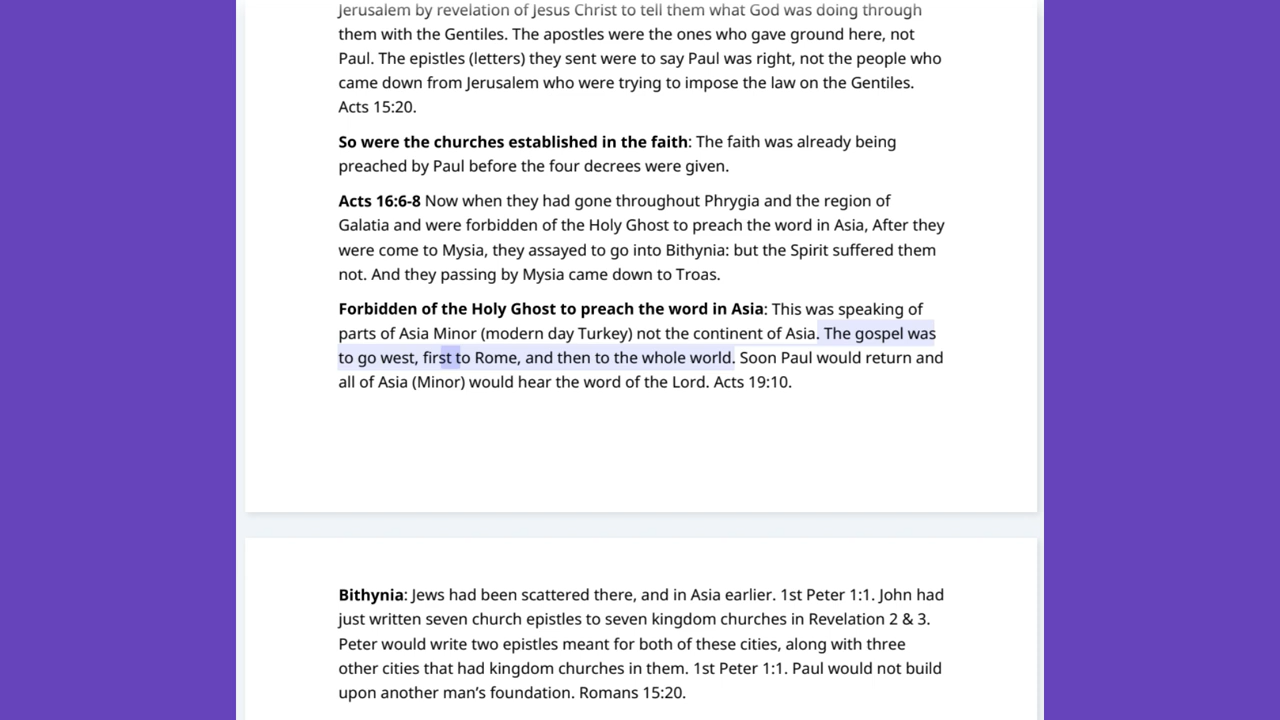 Jerusalem by revelation of Jesus Christ to tell them what God was doing through
them with the Gentiles. The apostles were the ones who gave ground here, not
Paul. The epistles (letters) they sent were to say Paul was right, not the people who
came down from Jerusalem who were trying to impose the law on the Gentiles.
Acts 15:20.
So were the churches established in the faith: The faith was already being
preached by Paul before the four decrees were given.
Acts 16:6-8 Now when they had gone throughout Phrygia and the region of
Galatia and were forbidden of the Holy Ghost to preach the word in Asia, After they
were come to Mysia, they assayed to go into Bithynia: but the Spirit suffered them
not. And they passing by Mysia came down to Troas.
Forbidden of the Holy Ghost to preach the word in Asia: This was speaking of
parts of Asia Minor (modern day Turkey) not the continent of Asia. The gospel was
to go west, first to Rome, and then to the whole world. Soon Paul would return and
all of Asia (Minor) would hear the word of the Lord. Acts 19:10.
Bithynia: Jews had been scattered there, and in Asia earlier. 1st Peter 1:1. John had
just written seven church epistles to seven kingdom churches in Revelation 2 & 3.
Peter would write two epistles meant for both of these cities, along with three
other cities that had kingdom churches in them. 1st Peter 1:1. Paul would not build
upon another man’s foundation. Romans 15:20.